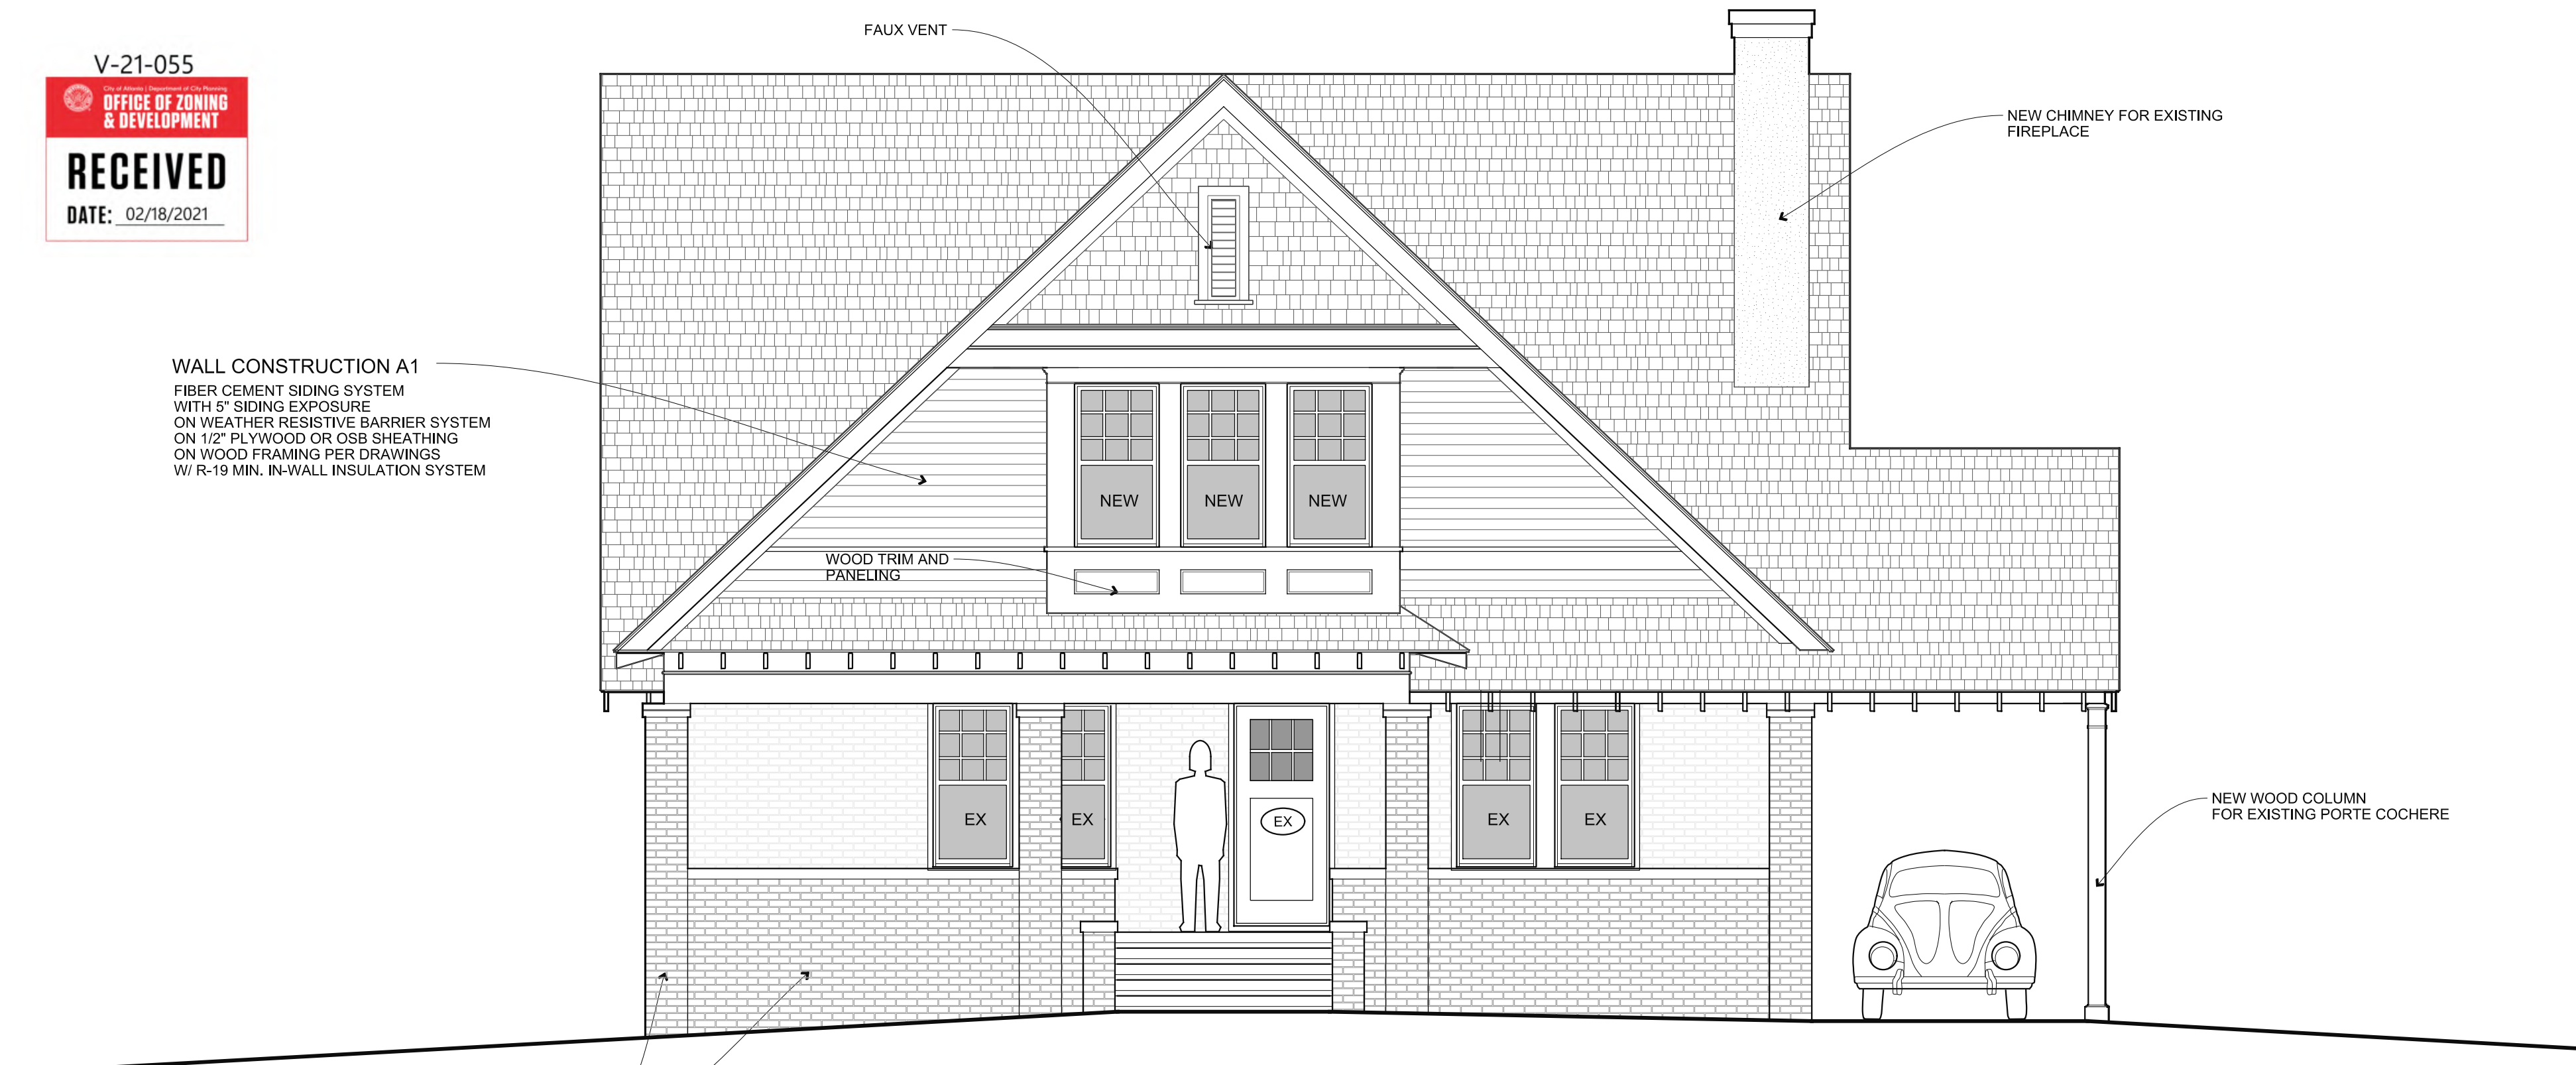 V-21-055
City of Atlanta | Department of City Planning
OFFICE OF ZONING
& DEVELOPMENT
RECEIVED
DATE: 02/18/2021
FAUX VENT
NEW CHIMNEY FOR EXISTING
FIREPLACE
WALL CONSTRUCTION A1
FIBER CEMENT SIDING SYSTEM
WITH 5" SIDING EXPOSURE
ON WEATHER RESISTIVE BARRIER SYSTEM
ON 1/2" PLYWOOD OR OSB SHEATHING
ON WOOD FRAMING PER DRAWINGS
W/ R-19 MIN. IN-WALL INSULATION SYSTEM
NEW
NEW
NEW
WOOD TRIM AND
PANELING
EX
EX
EX
EX
EX
NEW WOOD COLUMN
FOR EXISTING PORTE COCHERE